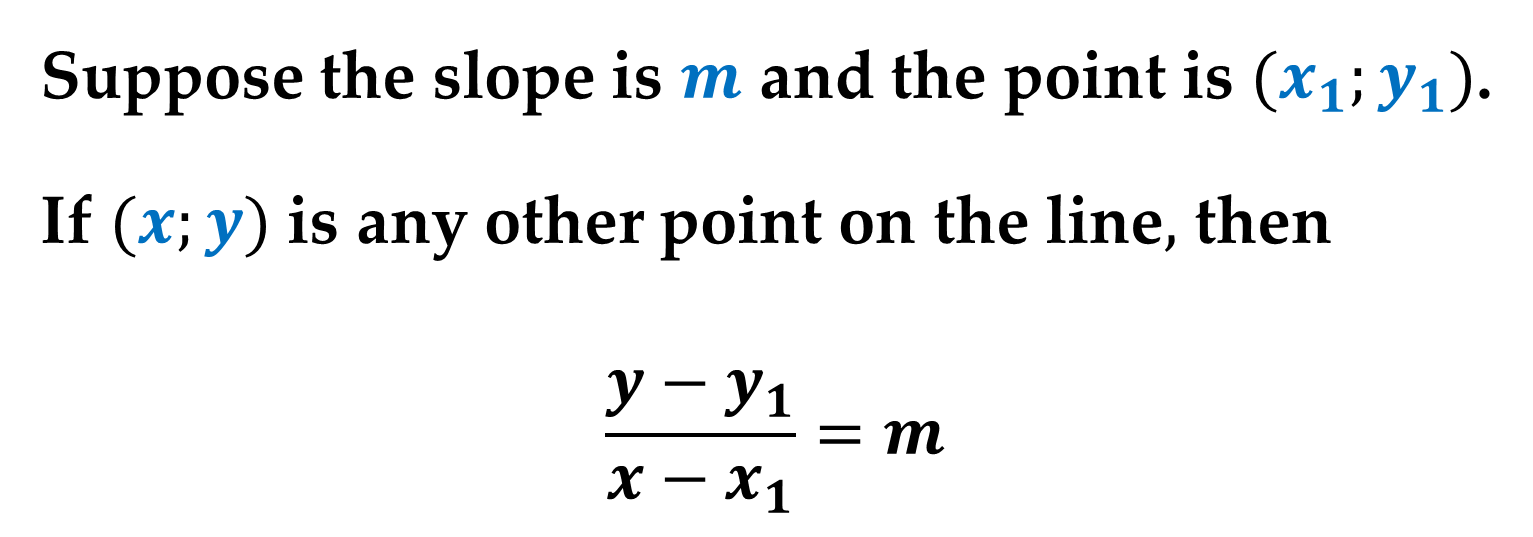 Suppose the slope is m and the point is (x₁; y₁).
If (x; y) is any other point on the line, then
(y − y₁)/(x − x₁) = m